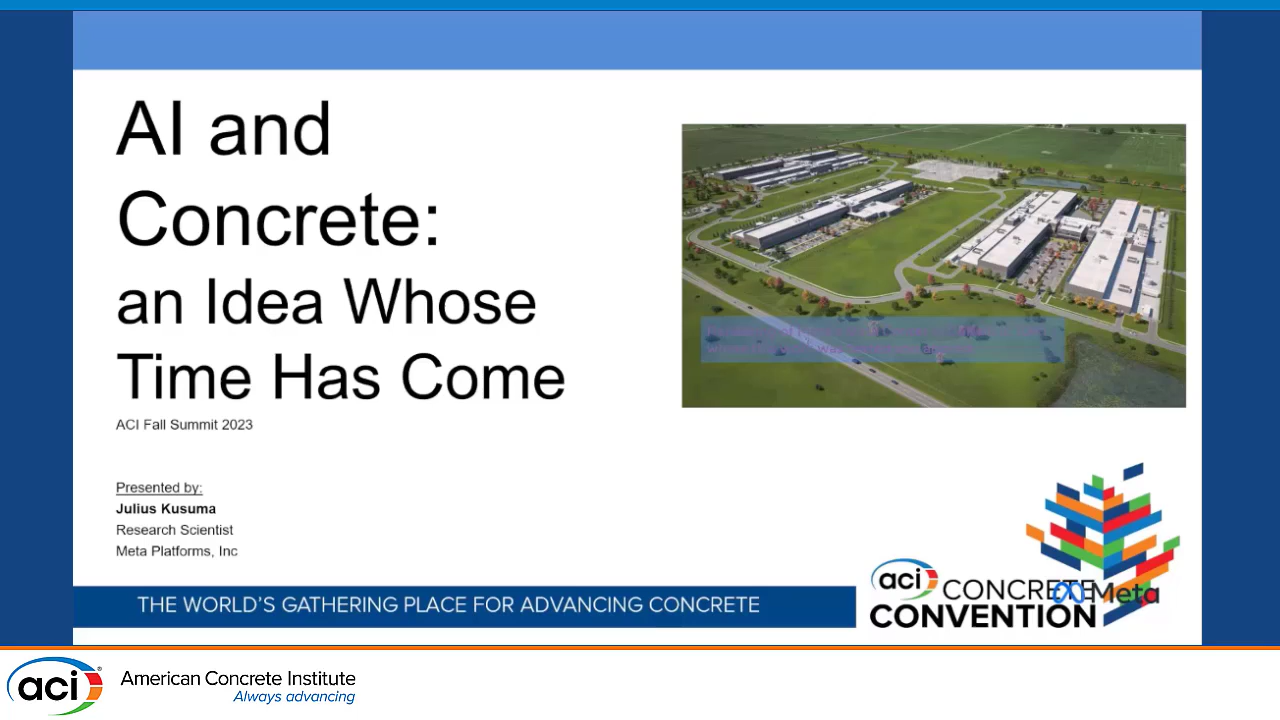 AI and
Concrete:
an Idea Whose
Time Has Come
ACI Fall Summit 2023
Presented by:
Julius Kusuma
Research Scientist
Meta Platforms, Inc
THE WORLD'S GATHERING PLACE FOR ADVANCING CONCRETE
aci CONCRETE
CONVENTION
Meta
aci
American Concrete Institute
Always advancing